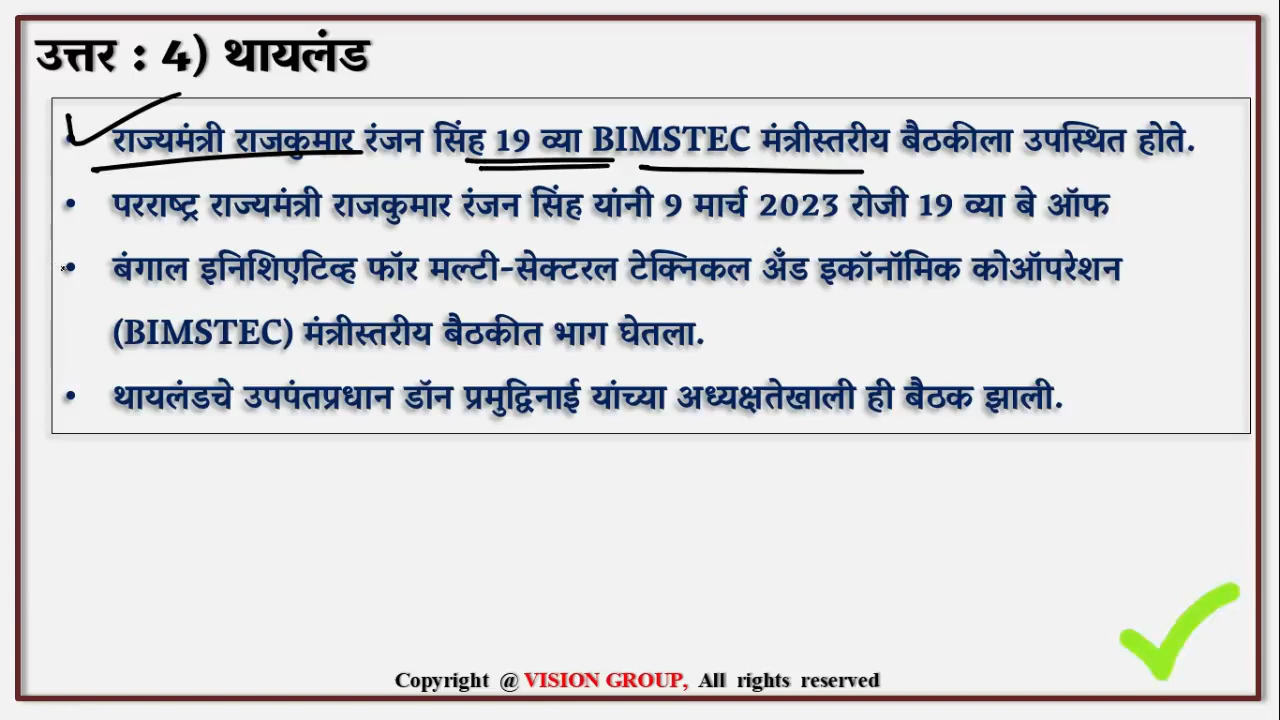 उत्तर : 4) थायलंड
• राज्यमंत्री राजकुमार रंजन सिंह 19 व्या BIMSTEC मंत्रीस्तरीय बैठकीला उपस्थित होते.
• परराष्ट्र राज्यमंत्री राजकुमार रंजन सिंह यांनी 9 मार्च 2023 रोजी 19 व्या बे ऑफ
• बंगाल इनिशिएटिव्ह फॉर मल्टी-सेक्टरल टेक्निकल अँड इकॉनॉमिक कोऑपरेशन
(BIMSTEC) मंत्रीस्तरीय बैठकीत भाग घेतला.
• थायलंडचे उपपंतप्रधान डॉन प्रमुद्विनाई यांच्या अध्यक्षतेखाली ही बैठक झाली.
Copyright @ VISION GROUP, All rights reserved